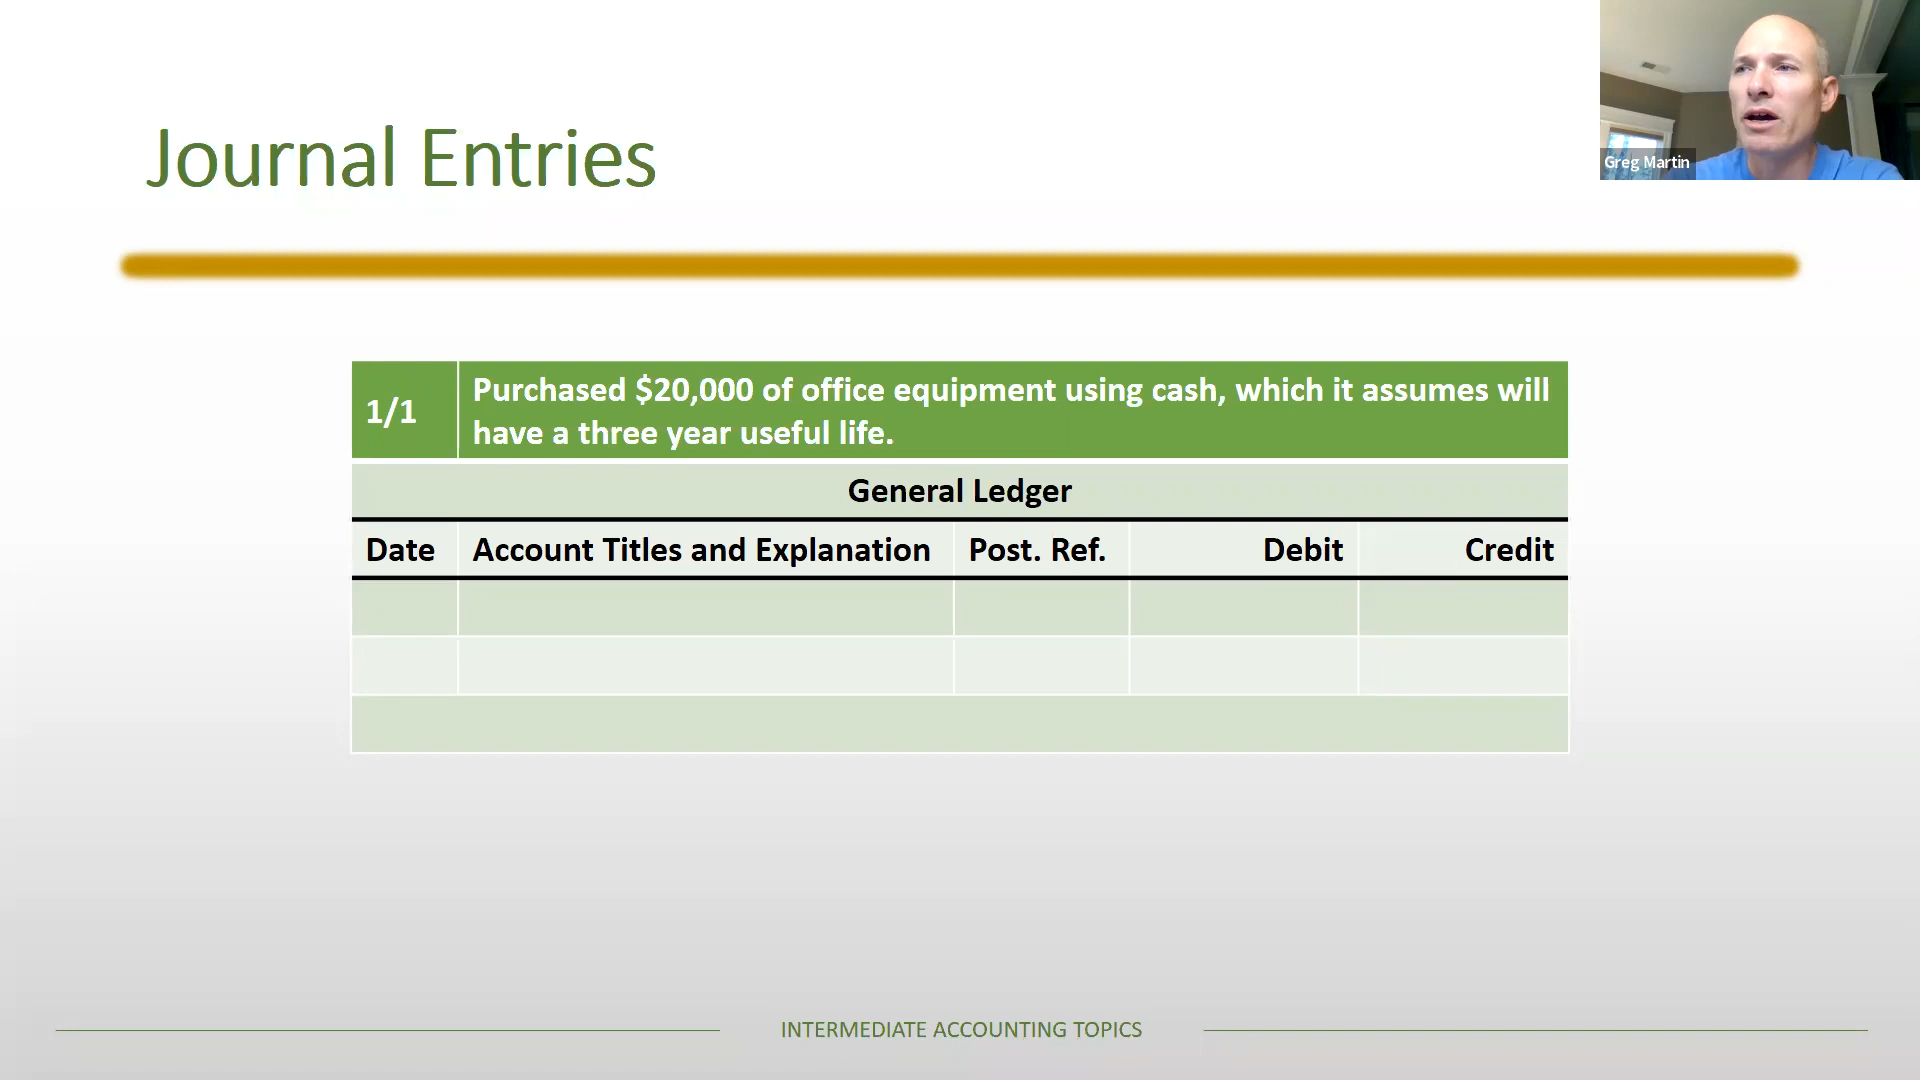 Journal Entries
Greg Martin
1/1
Purchased $20,000 of office equipment using cash, which it assumes will
have a three year useful life.
General Ledger
Date Account Titles and Explanation Post. Ref. Debit Credit
INTERMEDIATE ACCOUNTING TOPICS